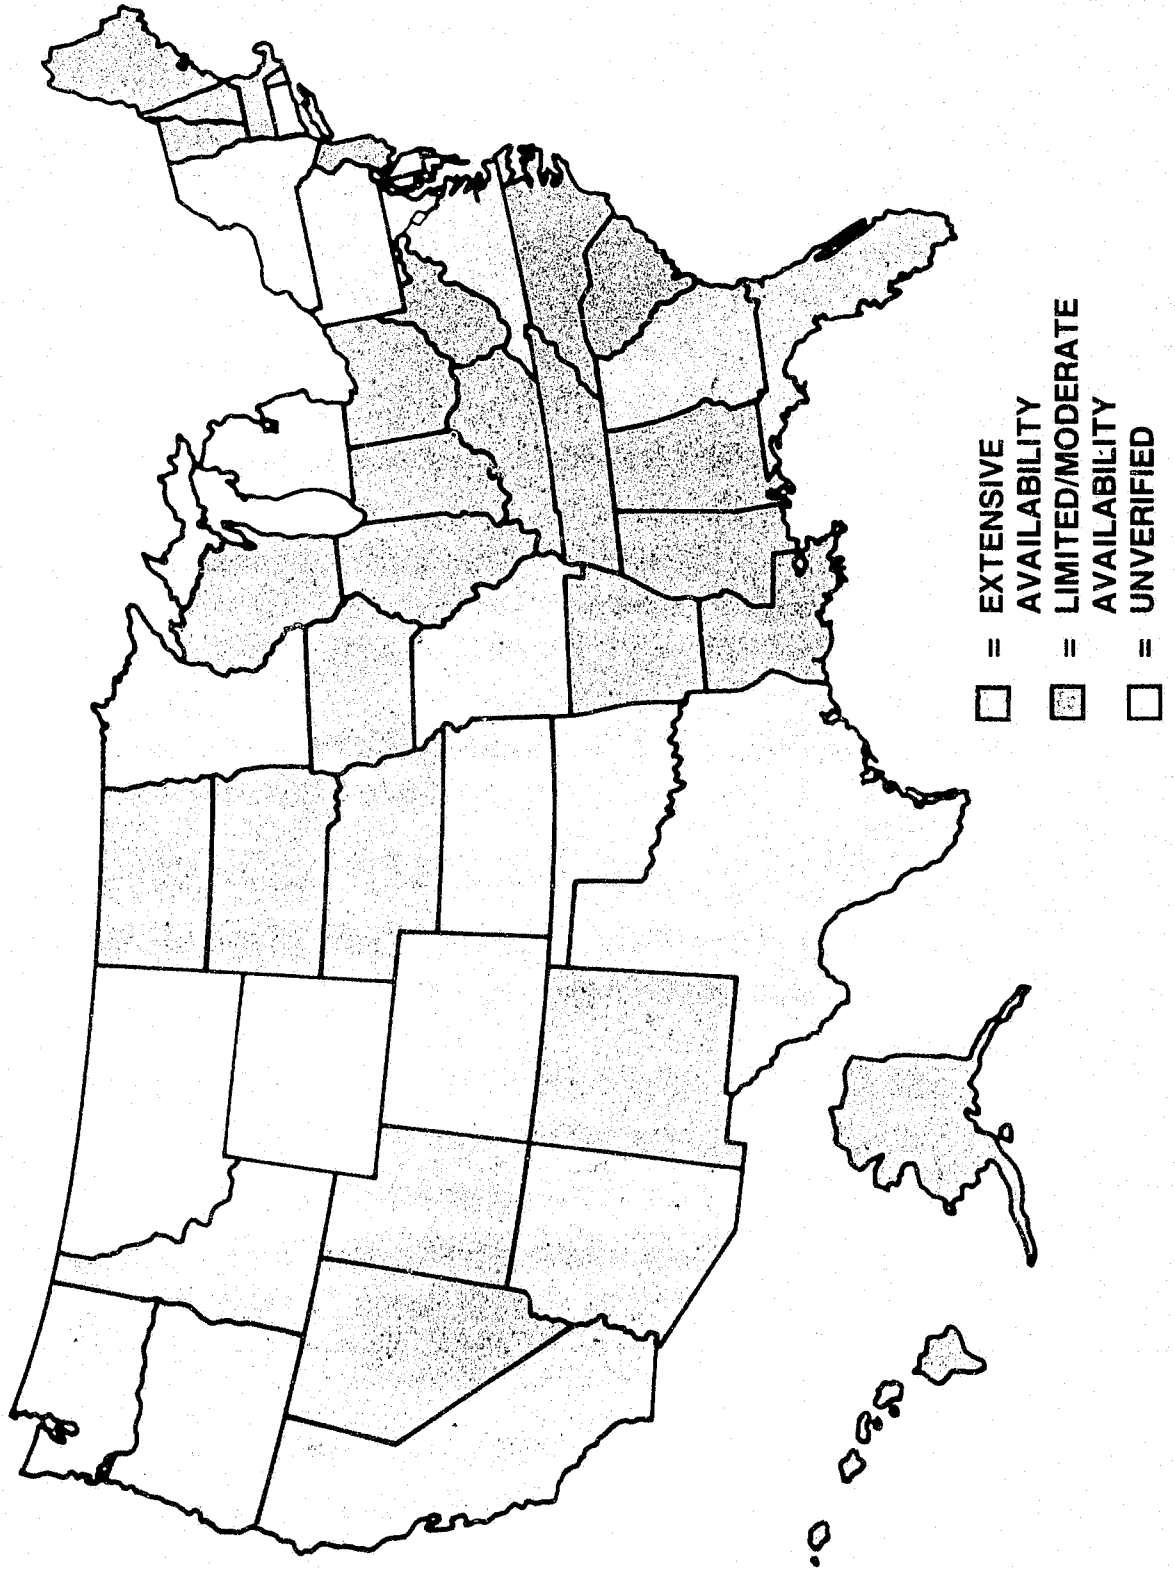 = EXTENSIVE
AVAILABILITY
= LIMITED/MODERATE
AVAILABILITY
= UNVERIFIED